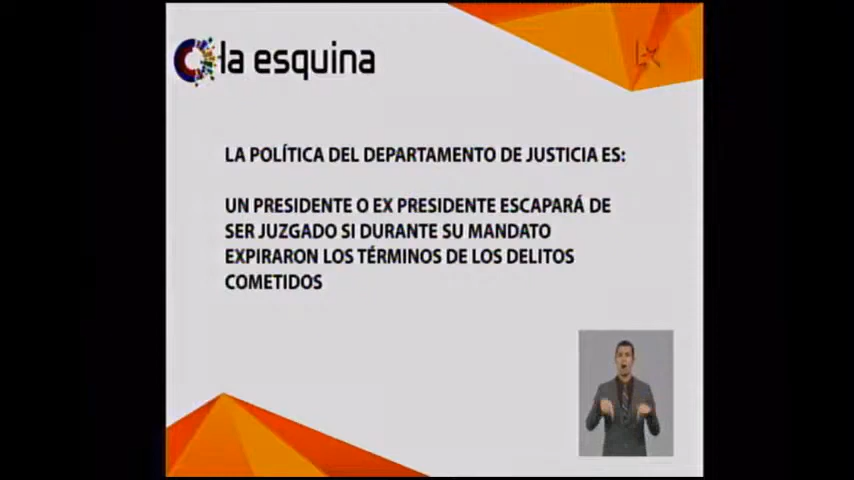 la esquina
LA POLÍTICA DEL DEPARTAMENTO DE JUSTICIA ES:
UN PRESIDENTE O EX PRESIDENTE ESCAPARÁ DE
SER JUZGADO SI DURANTE SU MANDATO
EXPIRARON LOS TÉRMINOS DE LOS DELITOS
COMETIDOS